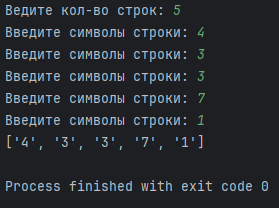 Ведите кол-во строк: 5
Введите символы строки: 4
Введите символы строки: 3
Введите символы строки: 3
Введите символы строки: 7
Введите символы строки: 1
['4', '3', '3', '7', '1']
Process finished with exit code 0